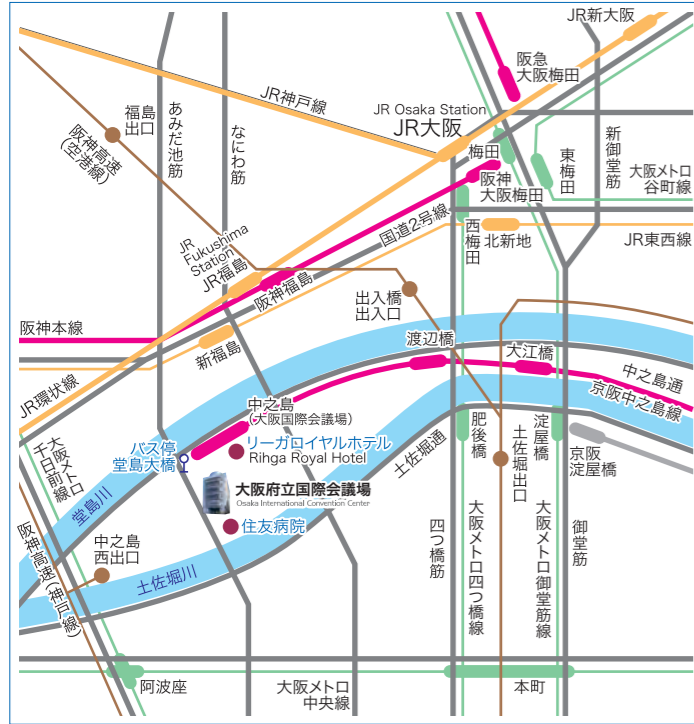 JR新大阪
阪急
大阪梅田
JR神戸線
JR Osaka Station
JR大阪
福島
出口
阪神高速
(空港線)
あみだ池筋
なにわ筋
梅田
阪神
大阪梅田
東梅田
新御堂筋
大阪メトロ
谷町線
国道2号線
西梅田
北新地
JR東西線
JR
Fukushima
Station
JR福島
阪神福島
出入橋
出入口
阪神本線
新福島
渡辺橋
大江橋
中之島通
京阪中之島線
JR環状線
中之島
(大阪国際会議場)
バス停
堂島大橋
リーガロイヤルホテル
Rihga Royal Hotel
土佐堀通
肥後橋
土佐堀出口
淀屋橋
京阪
淀屋橋
大阪メトロ
千日前線
堂島川
大阪府立国際会議場
Osaka International Convention Center
住友病院
阪神高速(神戸線)
中之島
西出口
土佐堀川
四つ橋筋
大阪メトロ四つ橋線
大阪メトロ御堂筋線
御堂筋
阿波座
大阪メトロ
中央線
本町